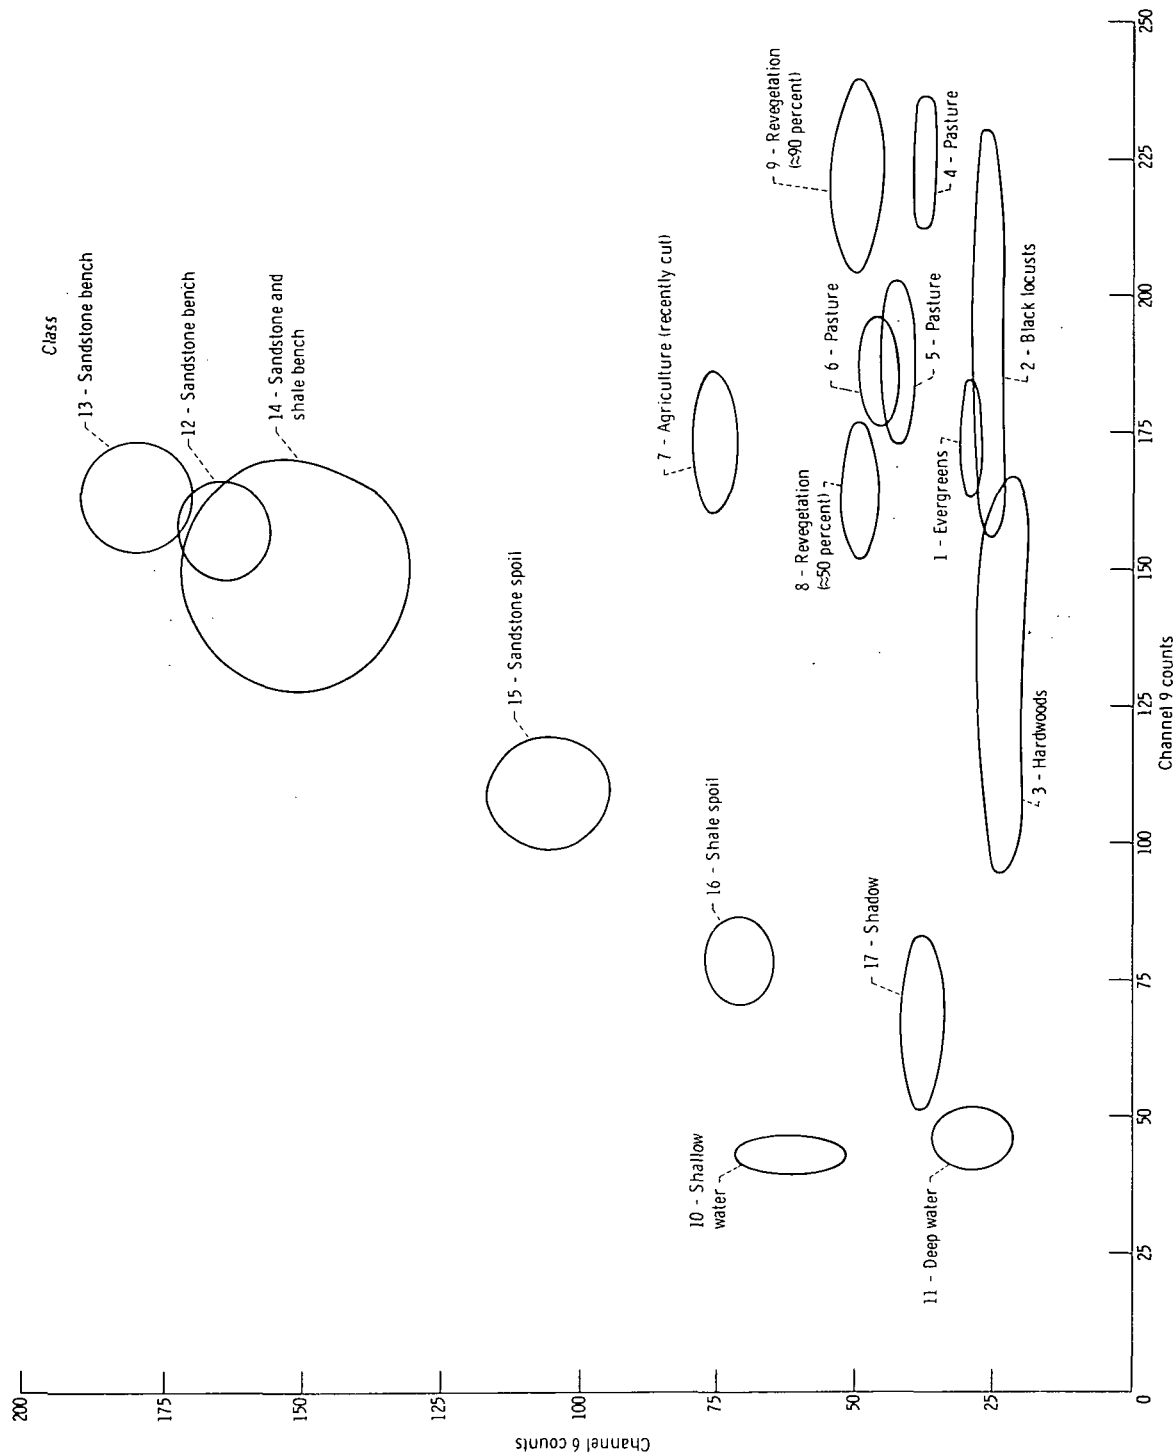 Class
13 - Sandstone bench
12 - Sandstone bench
14 - Sandstone and
shale bench
15 - Sandstone spoil
7 - Agriculture (recently cut)
9 - Revegetation
(≈90 percent)
16 - Shale spoil
10 - Shallow
water
8 - Revegetation
(≈50 percent)
6 - Pasture
5 - Pasture
4 - Pasture
17 - Shadow
11 - Deep water
1 - Evergreens
2 - Black locusts
3 - Hardwoods
200
175
150
125
100
75
50
25
Channel 6 counts
0
25
50
75
100
125
150
175
200
225
250
Channel 9 counts